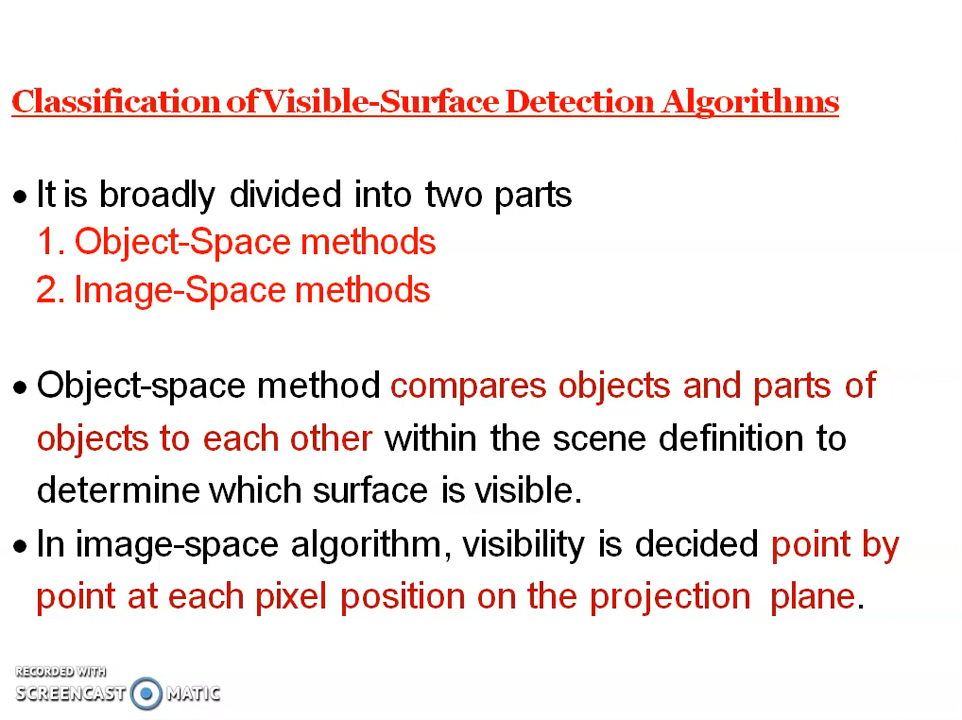 Classification of Visible-Surface Detection Algorithms
• It is broadly divided into two parts
1. Object-Space methods
2. Image-Space methods
• Object-space method compares objects and parts of
objects to each other within the scene definition to
determine which surface is visible.
• In image-space algorithm, visibility is decided point by
point at each pixel position on the projection plane.
RECORDED WITH
SCREENCAST MATIC